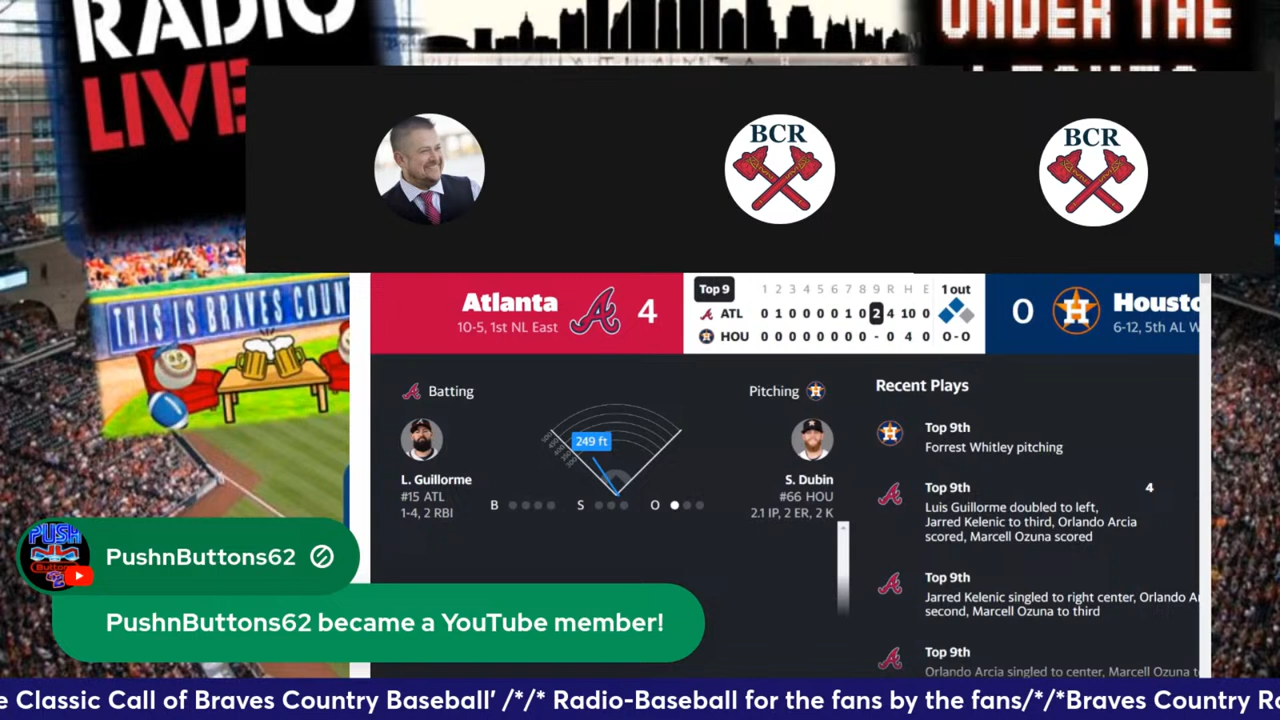 RADIO
LIVE
UNDER THE
THIS IS BRAVES COUN
BCR
BCR
Atlanta
10-5, 1st NL East
4
Top 9
1 2 3 4 5 6 7 8 9 R H E
ATL 0 1 0 0 0 0 0 1 0 2 4 10 0
HOU 0 0 0 0 0 0 0 0 - 0 4 0
1 out
0-0
0
Housto
6-12, 5th AL W
Batting
L. Guillorme
#15 ATL
1-4, 2 RBI
249 ft
B S O
Pitching
S. Dubin
#66 HOU
2.1 IP, 2 ER, 2 K
Recent Plays
Top 9th
Forrest Whitley pitching
Top 9th 4
Luis Guillorme doubled to left,
Jarred Kelenic to third, Orlando Arcia
scored, Marcell Ozuna scored
Top 9th
Jarred Kelenic singled to right center, Orlando Ar
second, Marcell Ozuna to third
Top 9th
Orlando Arcia singled to center, Marcell Ozuna t
PUSH
Button
62
PushnButtons62
PushnButtons62 became a YouTube member!
e Classic Call of Braves Country Baseball' /*/* Radio-Baseball for the fans by the fans/*/*Braves Country Ra